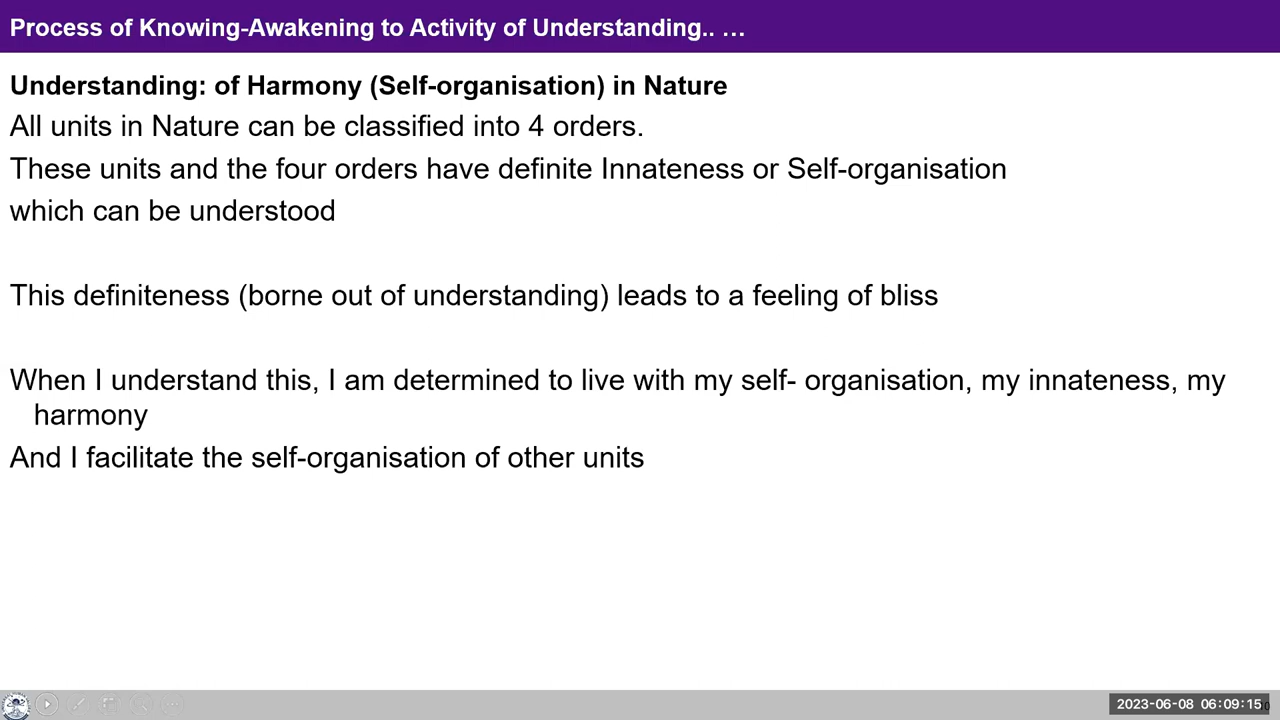 Process of Knowing-Awakening to Activity of Understanding.. …
Understanding: of Harmony (Self-organisation) in Nature
All units in Nature can be classified into 4 orders.
These units and the four orders have definite Innateness or Self-organisation
which can be understood
This definiteness (borne out of understanding) leads to a feeling of bliss
When I understand this, I am determined to live with my self- organisation, my innateness, my
harmony
And I facilitate the self-organisation of other units
2023-06-08 06:09:15